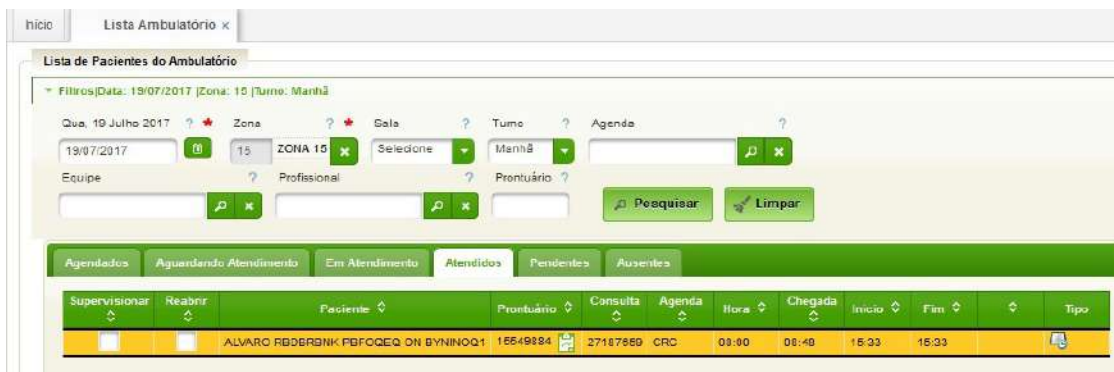 Início Lista Ambulatório ×
Lista de Pacientes do Ambulatório
Filtros|Data: 19/07/2017 |Zona: 15 |Turno: Manhã
Qua, 19 Julho 2017 ? Zona ? Sala ? Turno ? Agenda ?
19/07/2017 15 ZONA 15 Selecione Manhã
Equipe ? Profissional ? Prontuário ?
Pesquisar Limpar
Agendados Aguardando Atendimento Em Atendimento Atendidos Pendentes Ausentes
Supervisionar Reabrir Paciente Prontuário Consulta Agenda Hora Chegada Início Fim Tipo
ALVARO 27187659 CRC 08:00 08:48 15:33 15:33